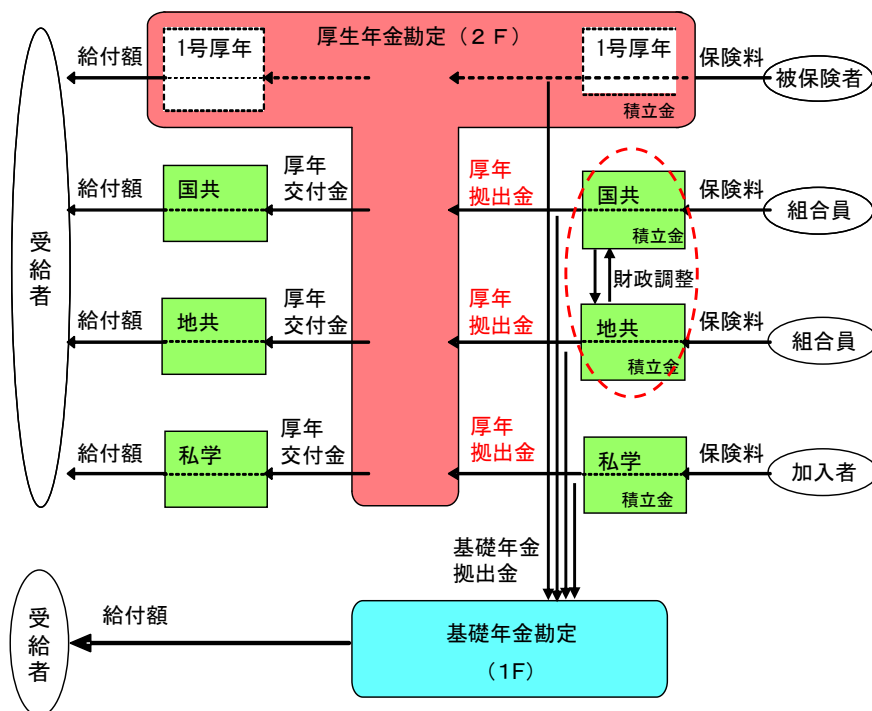 厚生年金勘定(２Ｆ)
給付額
1号厚年
1号厚年
積立金
保険料
被保険者
給付額
国共
厚年
交付金
厚年
拠出金
国共
積立金
保険料
組合員
財政調整
受給者
給付額
地共
厚年
交付金
厚年
拠出金
地共
積立金
保険料
組合員
給付額
私学
厚年
交付金
厚年
拠出金
私学
積立金
保険料
加入者
基礎年金
拠出金
受給者
給付額
基礎年金勘定
(1F)